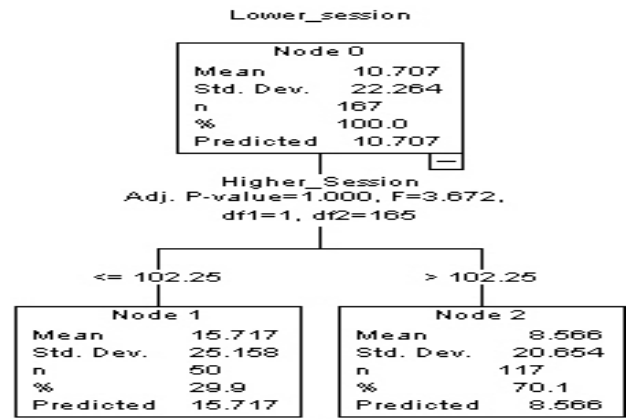 Lower_session
Node 0
Mean 10.707
Std. Dev. 22.264
n 167
% 100.0
Predicted 10.707
Higher_Session
Adj. P-value=1.000, F=3.672,
df1=1, df2=165
<= 102.25
> 102.25
Node 1
Mean 15.717
Std. Dev. 25.158
n 50
% 29.9
Predicted 15.717
Node 2
Mean 8.566
Std. Dev. 20.654
n 117
% 70.1
Predicted 8.566